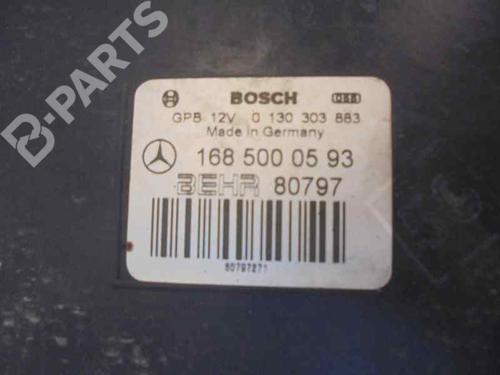 B-PARTS
BOSCH
GPB 12V 0 130 303 883
Made in Germany
168 500 05 93
BEHR 80797
80797271